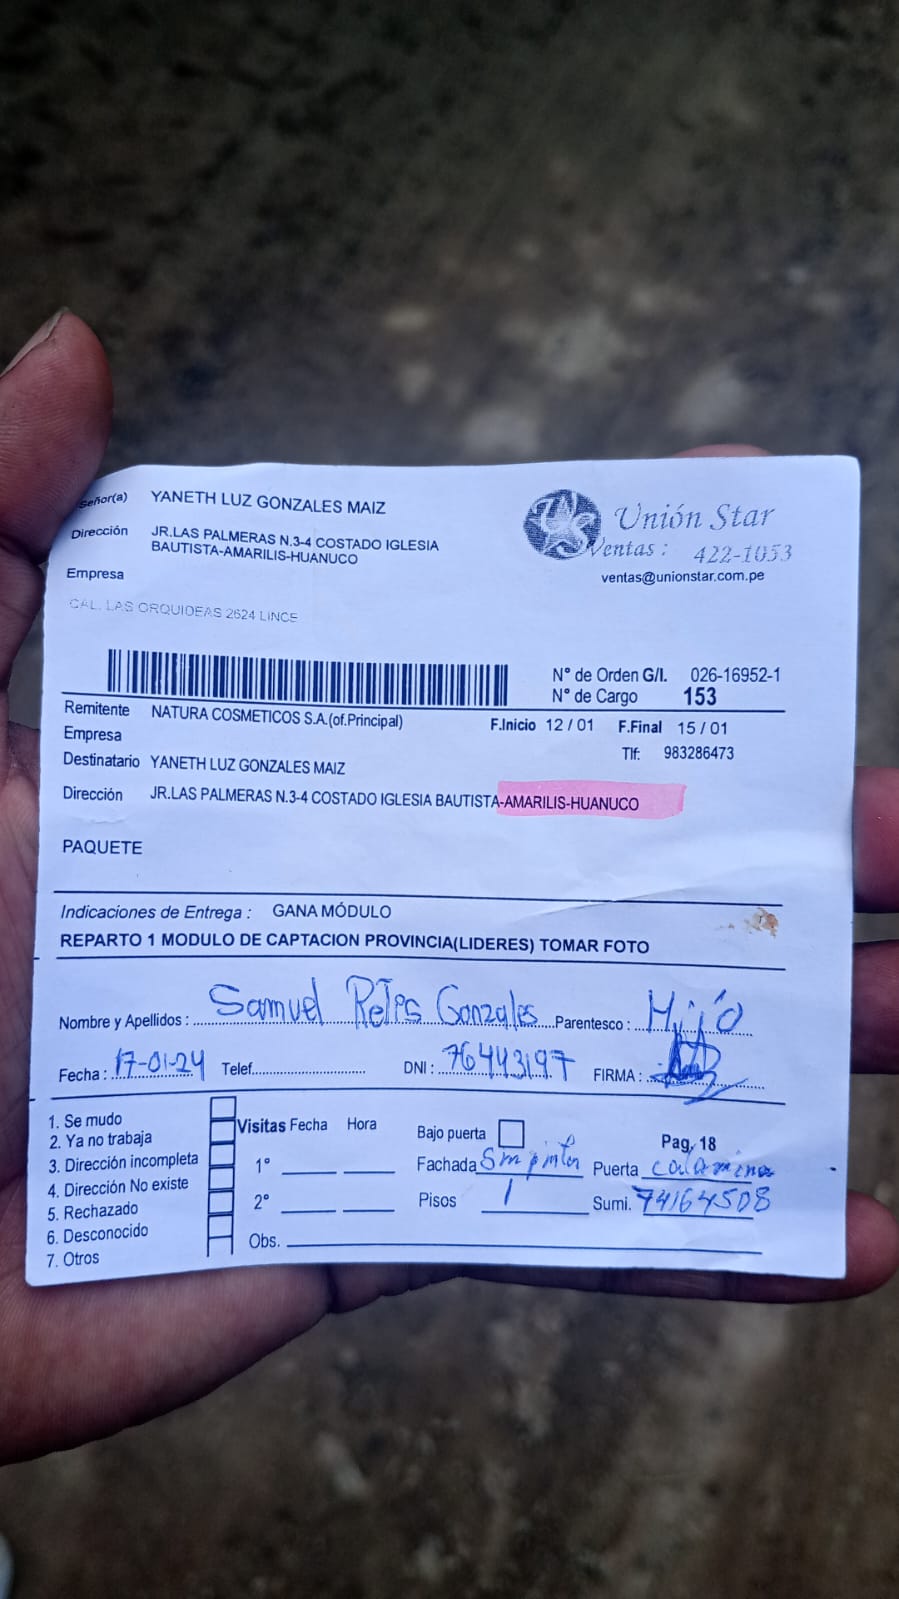 Señor(a) YANETH LUZ GONZALES MAIZ
Dirección JR.LAS PALMERAS N.3-4 COSTADO IGLESIA
BAUTISTA-AMARILIS-HUANUCO
Empresa
CAL. LAS ORQUIDEAS 2624 LINCE
Unión Star
Ventas : 422-1053
ventas@unionstar.com.pe
N° de Orden G/I. 026-16952-1
N° de Cargo 153
Remitente NATURA COSMETICOS S.A.(of.Principal)
F.Inicio 12 / 01 F.Final 15 / 01
Empresa
Tlf: 983286473
Destinatario YANETH LUZ GONZALES MAIZ
Dirección JR.LAS PALMERAS N.3-4 COSTADO IGLESIA BAUTISTA-AMARILIS-HUANUCO
PAQUETE
Indicaciones de Entrega : GANA MÓDULO
REPARTO 1 MODULO DE CAPTACION PROVINCIA(LIDERES) TOMAR FOTO
Nombre y Apellidos : Samuel Gonzales Parentesco : Hijo
Fecha : 17-01-24 Telef. DNI : 76443197 FIRMA :
1. Se mudo
2. Ya no trabaja
3. Dirección incompleta
4. Dirección No existe
5. Rechazado
6. Desconocido
7. Otros
Visitas Fecha Hora
1°
2°
Obs.
Bajo puerta
Pag, 18
Fachada Puerta calamina
Pisos 1 Sumi. 74164508